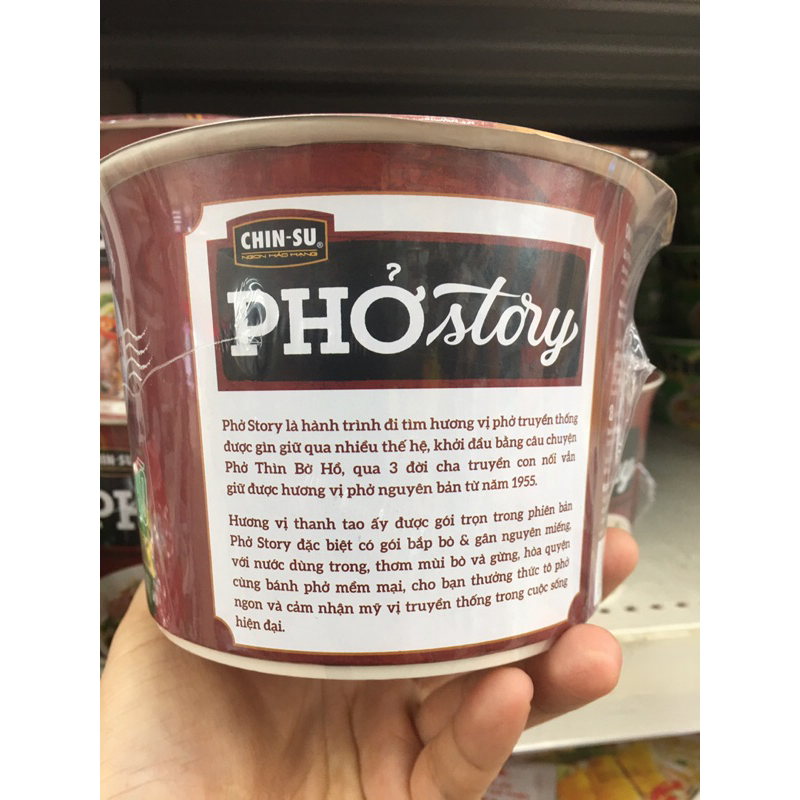 CHIN-SU®
NGON HẢO HẠNG
PHỞ story
Phở Story là hành trình đi tìm hương vị phở truyền thống
được gìn giữ qua nhiều thế hệ, khởi đầu bằng câu chuyện
Phở Thìn Bờ Hồ, qua 3 đời cha truyền con nối vẫn
giữ được hương vị phở nguyên bản từ năm 1955.
Hương vị thanh tao ấy được gói trọn trong phiên bản
Phở Story đặc biệt có gói bắp bò & gân nguyên miếng,
với nước dùng trong, thơm mùi bò và gừng, hòa quyện
cùng bánh phở mềm mại, cho bạn thưởng thức tô phở
ngon và cảm nhận mỹ vị truyền thống trong cuộc sống
hiện đại.